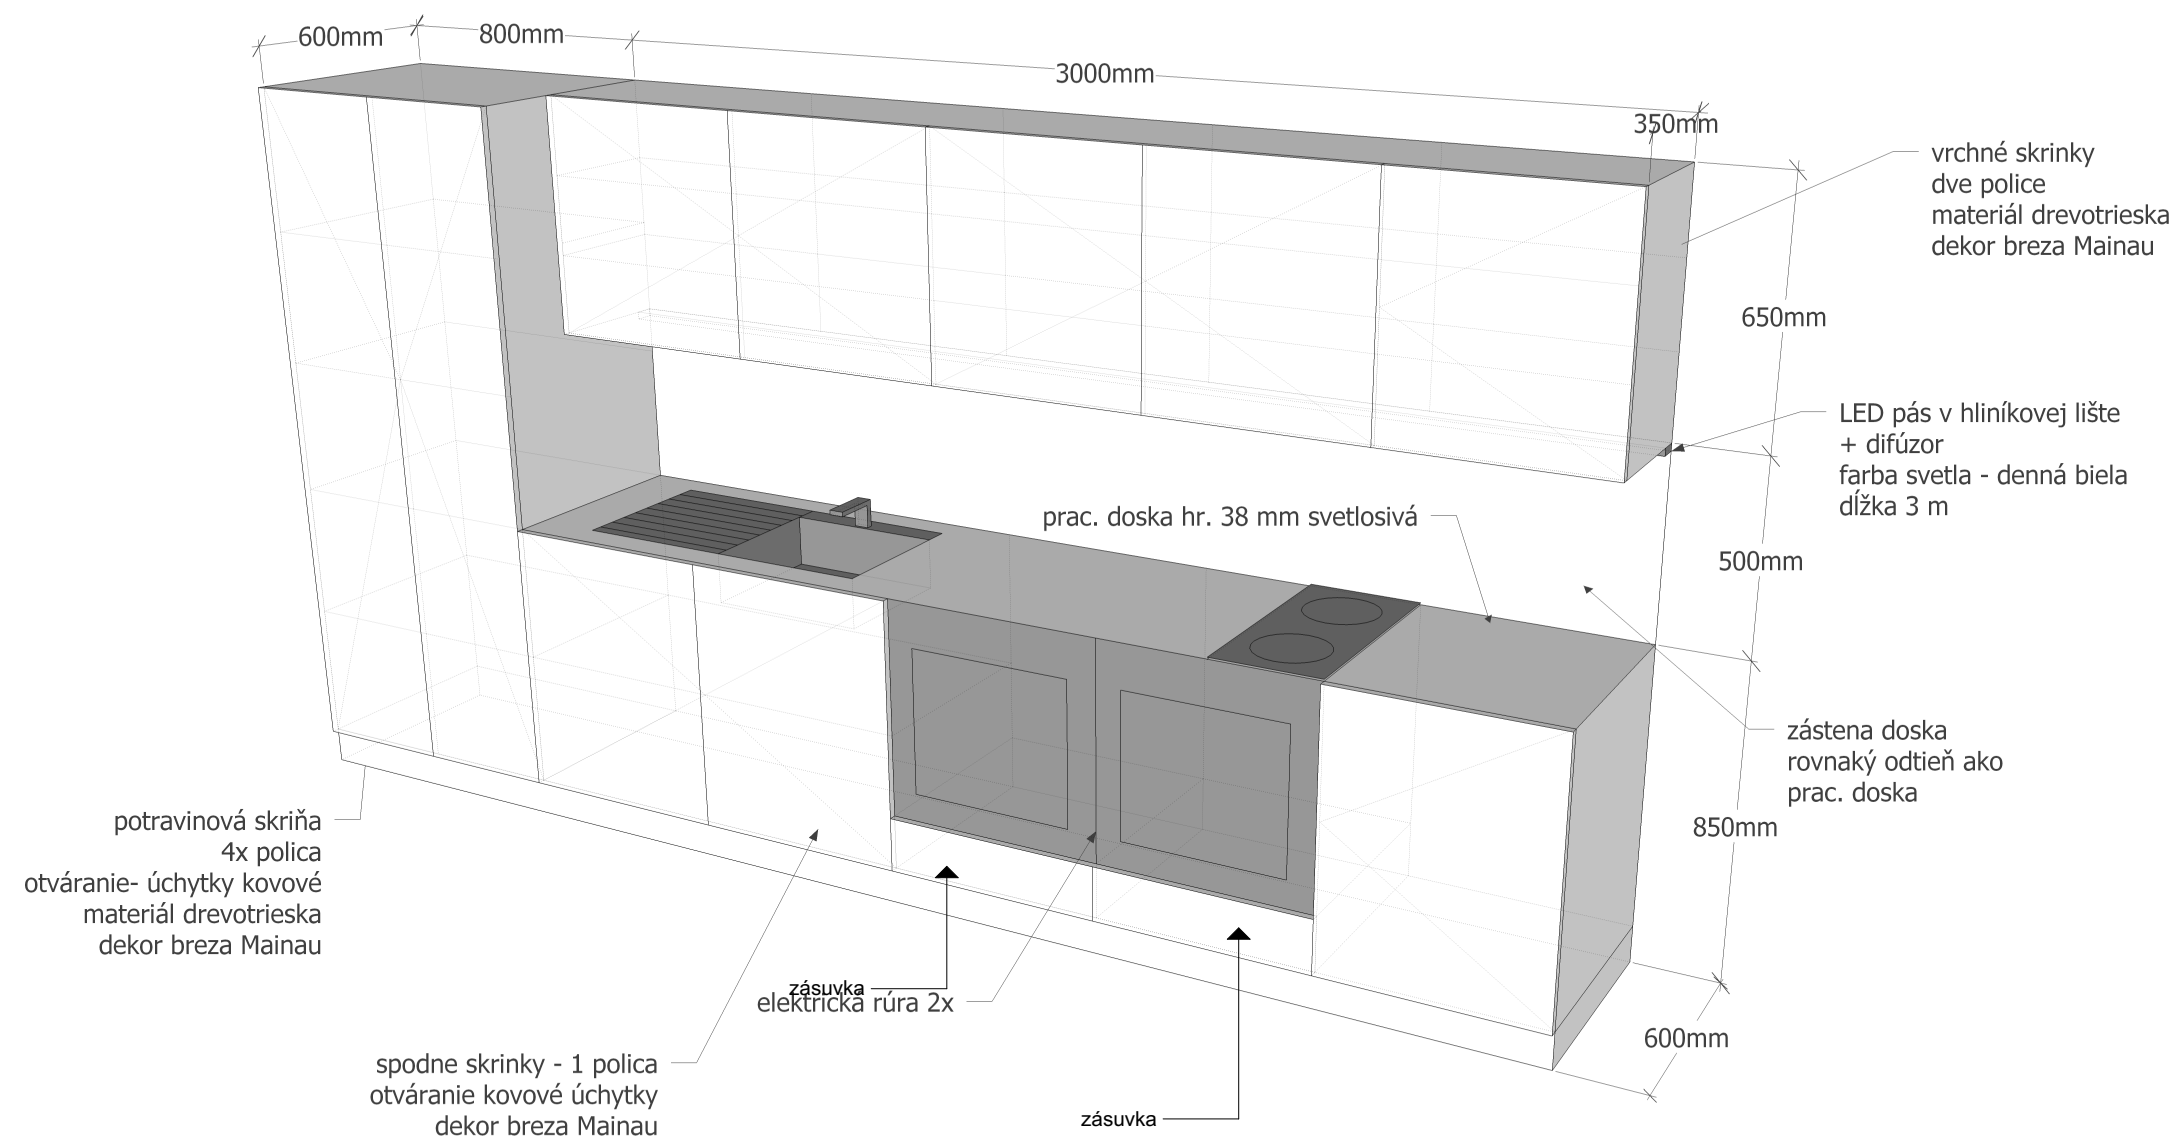 600mm
800mm
3000mm
350mm
vrchné skrinky
dve police
materiál drevotrieska
dekor breza Mainau
650mm
LED pás v hliníkovej lište
+ difúzor
farba svetla - denná biela
dĺžka 3 m
prac. doska hr. 38 mm svetlosivá
500mm
zástena doska
rovnaký odtieň ako
prac. doska
850mm
potravinová skriňa
4x polica
otváranie- úchytky kovové
materiál drevotrieska
dekor breza Mainau
zásuvka
elektrická rúra 2x
600mm
spodne skrinky - 1 polica
otváranie kovové úchytky
dekor breza Mainau
zásuvka